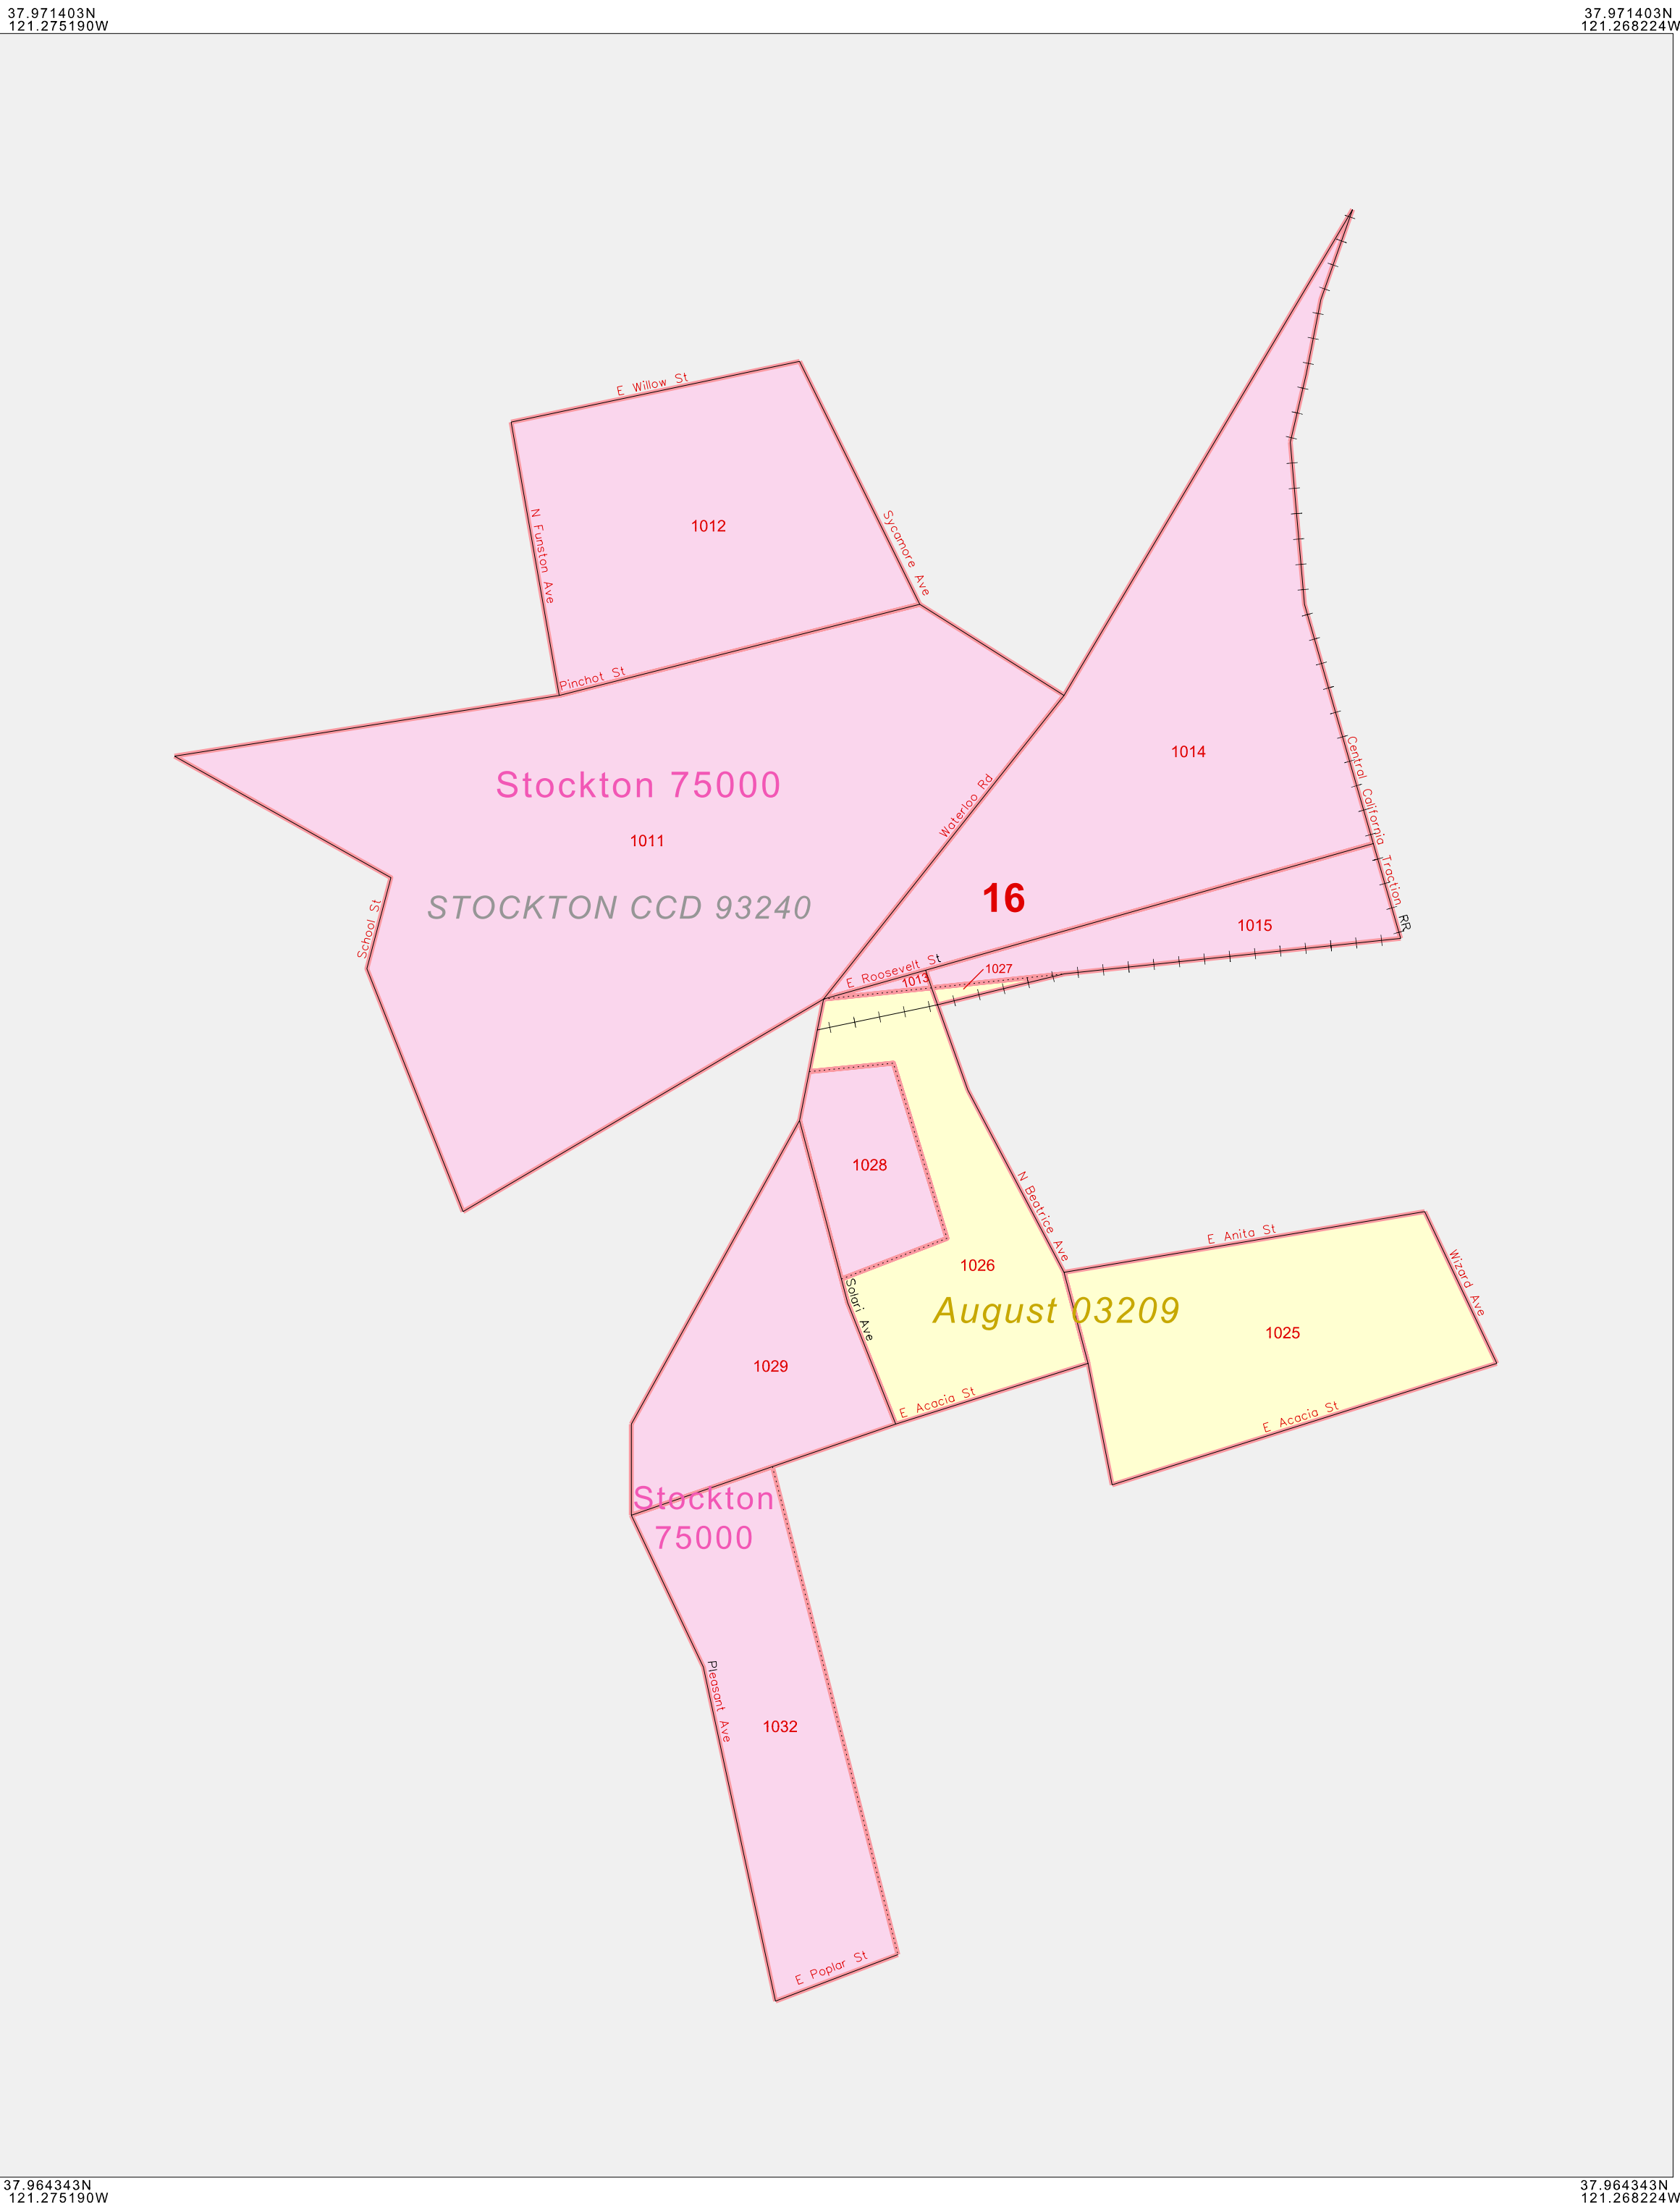 37.971403N
121.275190W
37.971403N
121.268224W
E Willow St
1012
N Funston Ave
Sycamore Ave
Pinchot St
1014
Central California Traction RR
Stockton 75000
Waterloo Rd
1011
16
STOCKTON CCD 93240
School St
1015
E Roosevelt St
1027
1013
1028
N Beatrice Ave
E Anita St
1026
Wizard Ave
Solari Ave
August 03209
1025
1029
E Acacia St
E Acacia St
Stockton
75000
Pleasant Ave
1032
E Poplar St
37.964343N
121.275190W
37.964343N
121.268224W